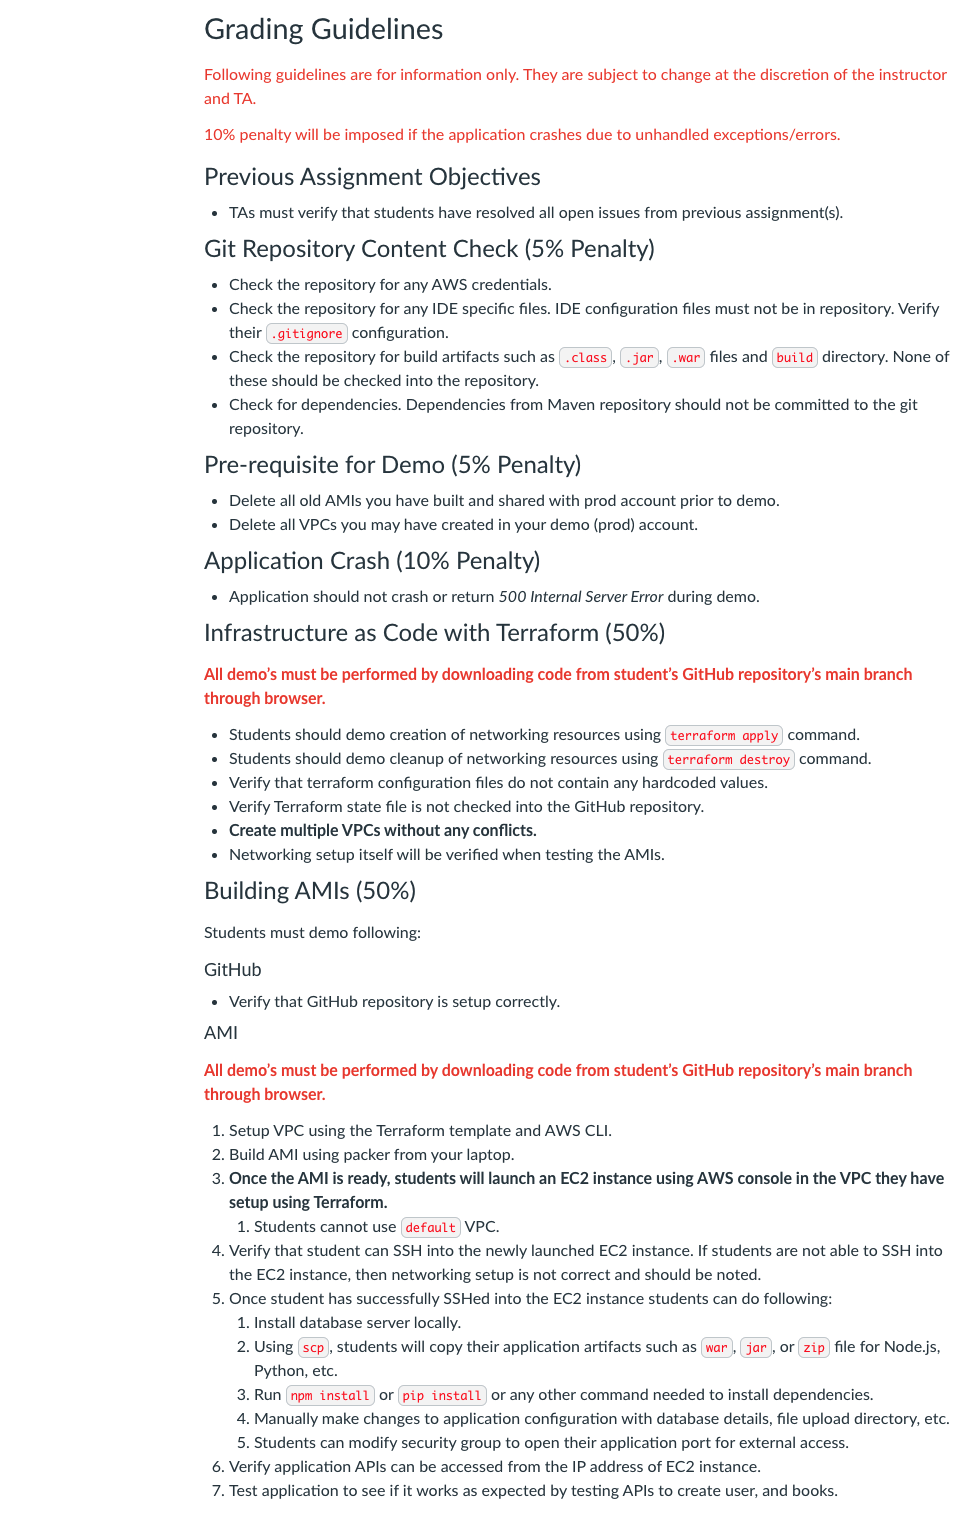 Grading Guidelines
Following guidelines are for information only. They are subject to change at the discretion of the instructor
and TA.
10% penalty will be imposed if the application crashes due to unhandled exceptions/errors.
Previous Assignment Objectives
• TAs must verify that students have resolved all open issues from previous assignment(s).
Git Repository Content Check (5% Penalty)
• Check the repository for any AWS credentials.
• Check the repository for any IDE specific files. IDE configuration files must not be in repository. Verify
their .gitignore configuration.
• Check the repository for build artifacts such as .class, .jar, .war files and build directory. None of
these should be checked into the repository.
• Check for dependencies. Dependencies from Maven repository should not be committed to the git
repository.
Pre-requisite for Demo (5% Penalty)
• Delete all old AMIs you have built and shared with prod account prior to demo.
• Delete all VPCs you may have created in your demo (prod) account.
Application Crash (10% Penalty)
• Application should not crash or return 500 Internal Server Error during demo.
Infrastructure as Code with Terraform (50%)
All demo’s must be performed by downloading code from student’s GitHub repository’s main branch
through browser.
• Students should demo creation of networking resources using terraform apply command.
• Students should demo cleanup of networking resources using terraform destroy command.
• Verify that terraform configuration files do not contain any hardcoded values.
• Verify Terraform state file is not checked into the GitHub repository.
• Create multiple VPCs without any conflicts.
• Networking setup itself will be verified when testing the AMIs.
Building AMIs (50%)
Students must demo following:
GitHub
• Verify that GitHub repository is setup correctly.
AMI
All demo’s must be performed by downloading code from student’s GitHub repository’s main branch
through browser.
1. Setup VPC using the Terraform template and AWS CLI.
2. Build AMI using packer from your laptop.
3. Once the AMI is ready, students will launch an EC2 instance using AWS console in the VPC they have
setup using Terraform.
1. Students cannot use default VPC.
4. Verify that student can SSH into the newly launched EC2 instance. If students are not able to SSH into
the EC2 instance, then networking setup is not correct and should be noted.
5. Once student has successfully SSHed into the EC2 instance students can do following:
1. Install database server locally.
2. Using scp, students will copy their application artifacts such as war, jar, or zip file for Node.js,
Python, etc.
3. Run npm install or pip install or any other command needed to install dependencies.
4. Manually make changes to application configuration with database details, file upload directory, etc.
5. Students can modify security group to open their application port for external access.
6. Verify application APIs can be accessed from the IP address of EC2 instance.
7. Test application to see if it works as expected by testing APIs to create user, and books.